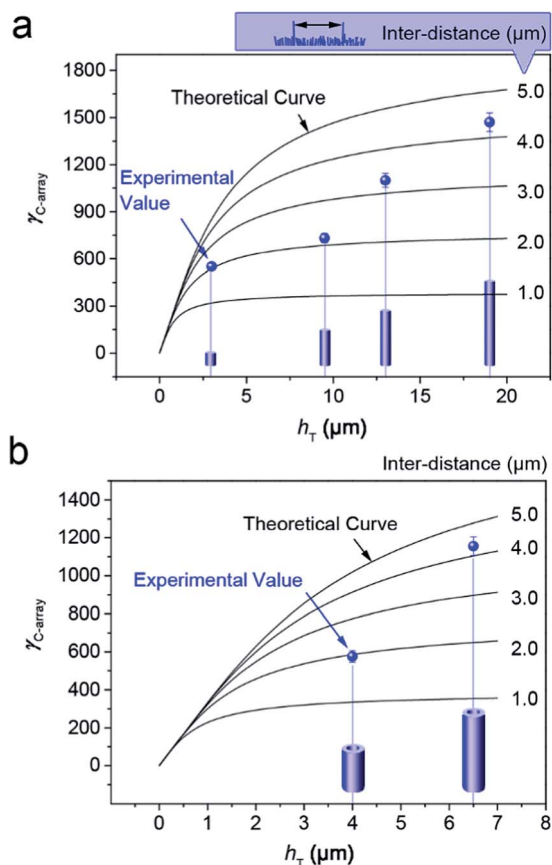 a
Inter-distance (µm)
1800
1500
1200
900
600
300
0
γC-array
Theoretical Curve
Experimental
Value
5.0
4.0
3.0
2.0
1.0
0 5 10 15 20
hT (µm)
b
Inter-distance (µm)
1400
1200
1000
800
600
400
200
0
γC-array
Theoretical Curve
Experimental Value
5.0
4.0
3.0
2.0
1.0
0 1 2 3 4 5 6 7 8
hT (µm)